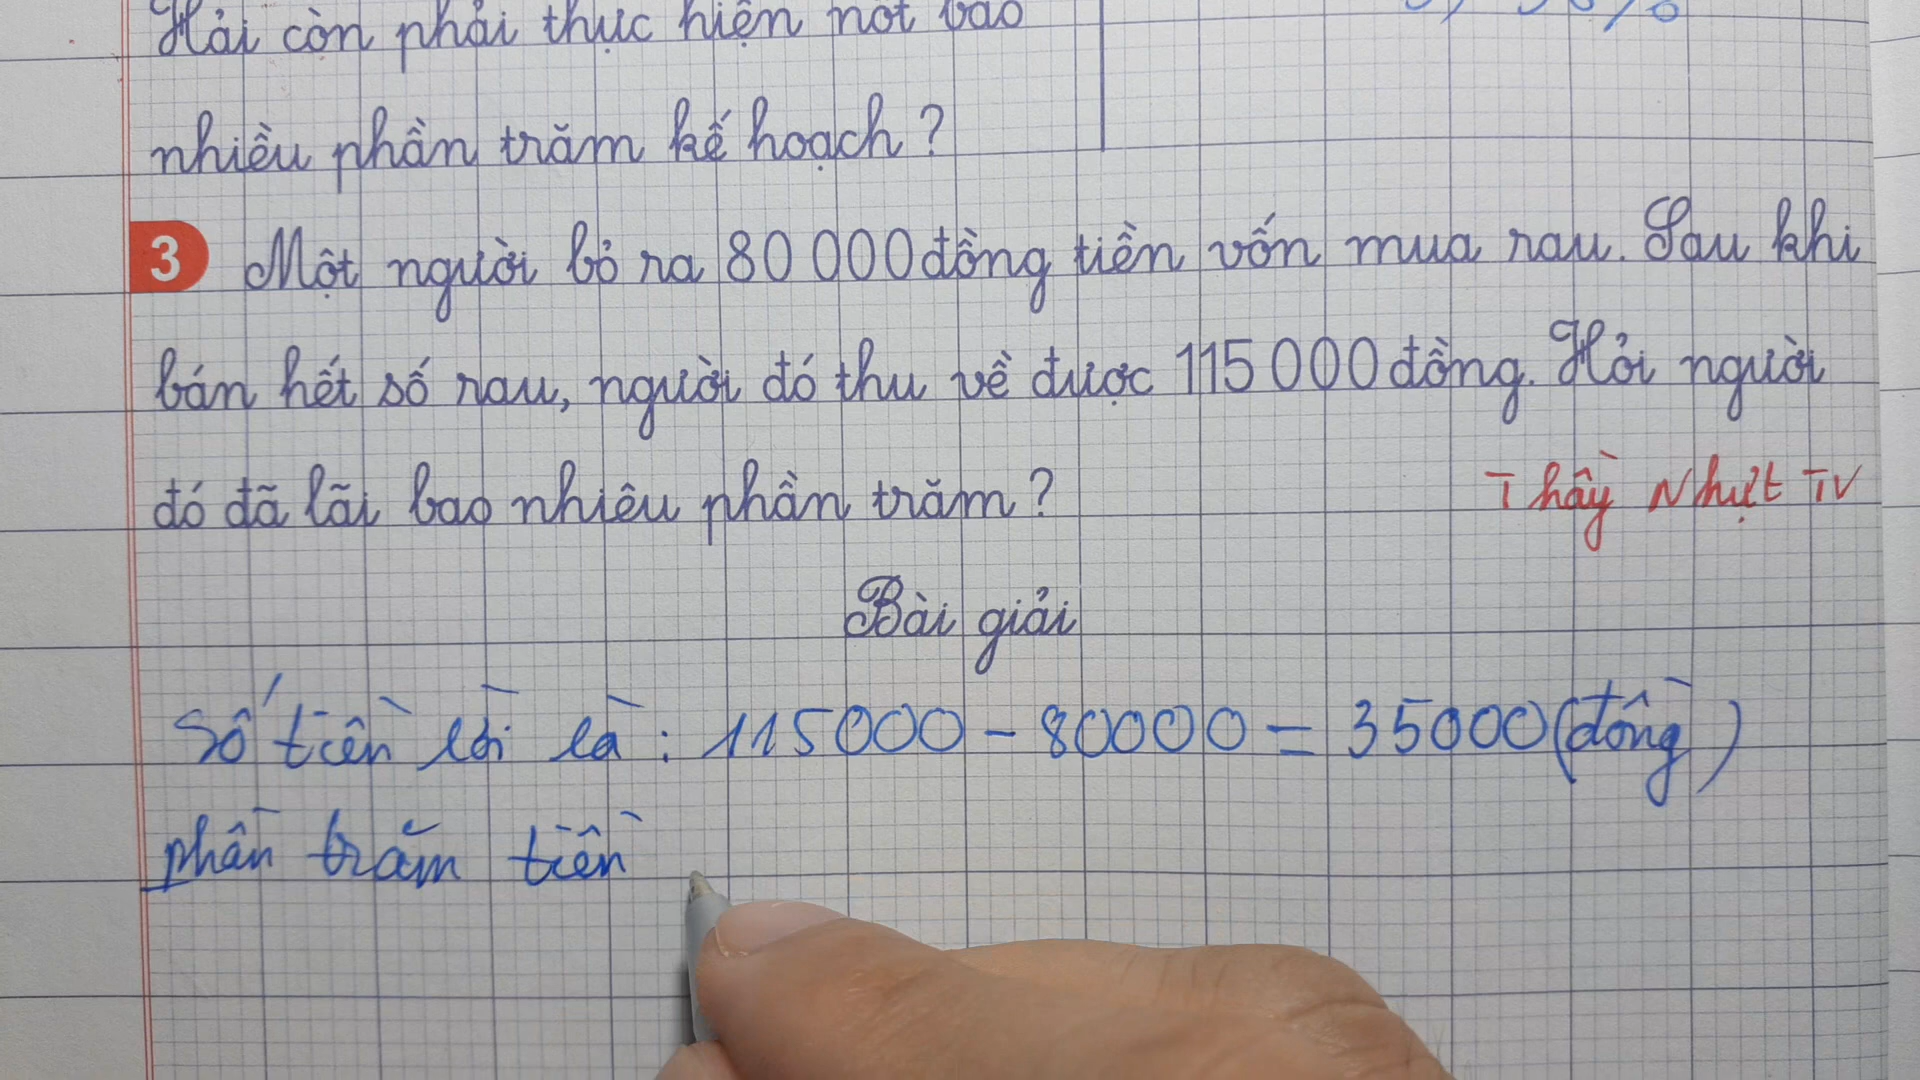 Hải còn phải thực hiện nốt bao
nhiêu phần trăm kế hoạch?
3 Một người bỏ ra 80 000 đồng tiền vốn mua rau. Sau khi
bán hết số rau, người đó thu về được 115 000 đồng. Hỏi người
đó đã lãi bao nhiêu phần trăm?
Thầy Nhựt TV
Bài giải
Số tiền lời là: 115000 - 80000 = 35000 (đồng)
phần trăm tiền